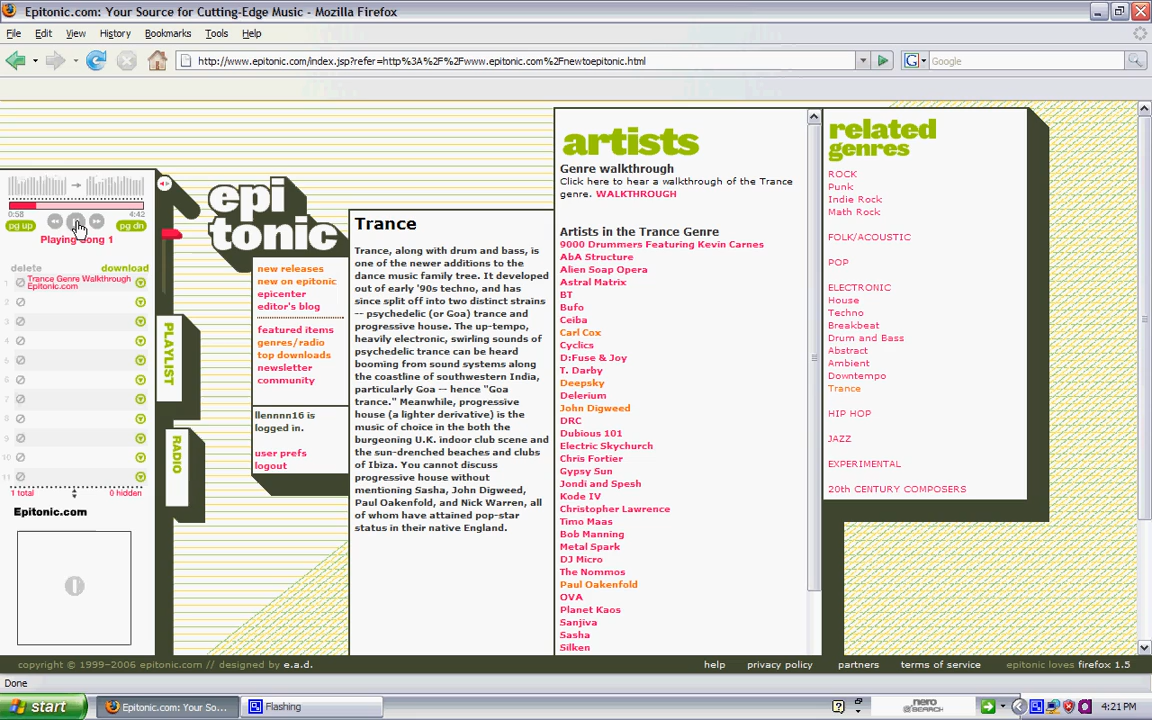 Epitonic.com: Your Source for Cutting-Edge Music - Mozilla Firefox
File Edit View History Bookmarks Tools Help
http://www.epitonic.com/index.jsp?refer=http%3A%2F%2Fwww.epitonic.com%2Fnewtoepitonic.html
Google
0:58 4:42
pg up pg dn
Playing Song 1
delete download
1 Trance Genre Walkthrough
Epitonic.com
2
3
4
5
6
7
8
9
10
11
1 total 0 hidden
Epitonic.com
PLAYLIST
RADIO
epi
tonic
new releases
new on epitonic
epicenter
editor's blog
featured items
genres/radio
top downloads
newsletter
community
llennnn16 is
logged in.
user prefs
logout
Trance
Trance, along with drum and bass, is
one of the newer additions to the
dance music family tree. It developed
out of early '90s techno, and has
since split off into two distinct strains
-- psychedelic (or Goa) trance and
progressive house. The up-tempo,
heavily electronic, swirling sounds of
psychedelic trance can be heard
booming from sound systems along
the coastline of southwestern India,
particularly Goa -- hence "Goa
trance." Meanwhile, progressive
house (a lighter derivative) is the
music of choice in the both the
burgeoning U.K. indoor club scene and
the sun-drenched beaches and clubs
of Ibiza. You cannot discuss
progressive house without
mentioning Sasha, John Digweed,
Paul Oakenfold, and Nick Warren, all
of whom have attained pop-star
status in their native England.
artists
Genre walkthrough
Click here to hear a walkthrough of the Trance
genre. WALKTHROUGH
Artists in the Trance Genre
9000 Drummers Featuring Kevin Carnes
AbA Structure
Alien Soap Opera
Astral Matrix
BT
Bufo
Ceiba
Carl Cox
Cyclics
D:Fuse & Joy
T. Darby
Deepsky
Delerium
John Digweed
DRC
Dubious 101
Electric Skychurch
Chris Fortier
Gypsy Sun
Jondi and Spesh
Kode IV
Christopher Lawrence
Timo Maas
Bob Manning
Metal Spark
DJ Micro
The Nommos
Paul Oakenfold
OVA
Planet Kaos
Sanjiva
Sasha
Silken
related
genres
ROCK
Punk
Indie Rock
Math Rock
FOLK/ACOUSTIC
POP
ELECTRONIC
House
Techno
Breakbeat
Drum and Bass
Abstract
Ambient
Downtempo
Trance
HIP HOP
JAZZ
EXPERIMENTAL
20th CENTURY COMPOSERS
copyright © 1999-2006 epitonic.com // designed by e.a.d. help privacy policy partners terms of service epitonic loves firefox 1.5
Done
start Epitonic.com: Your So... Flashing nero SEARCH 4:21 PM